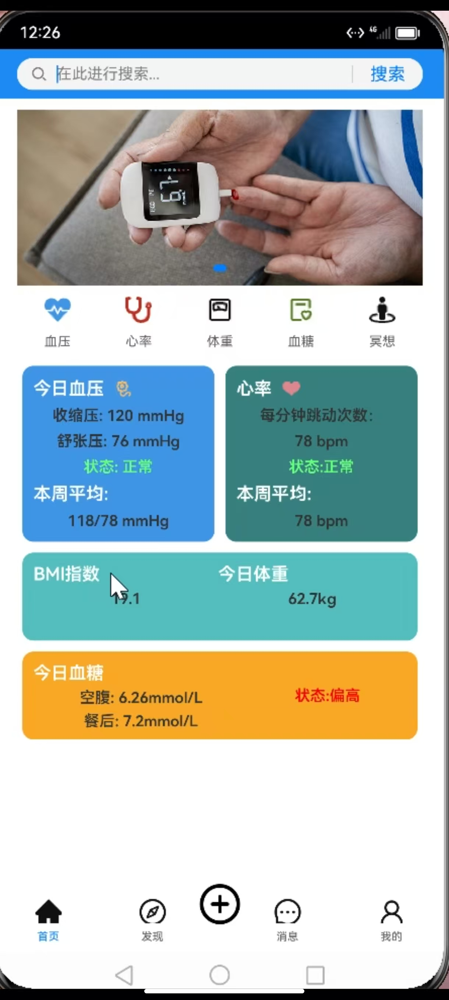 12:26
4G
在此进行搜索...
搜索
6.1
血压
心率
体重
血糖
冥想
今日血压
收缩压: 120 mmHg
舒张压: 76 mmHg
状态: 正常
本周平均:
118/78 mmHg
心率
每分钟跳动次数:
78 bpm
状态:正常
本周平均:
78 bpm
BMI指数
19.1
今日体重
62.7kg
今日血糖
空腹: 6.26mmol/L
餐后: 7.2mmol/L
状态:偏高
首页
发现
消息
我的